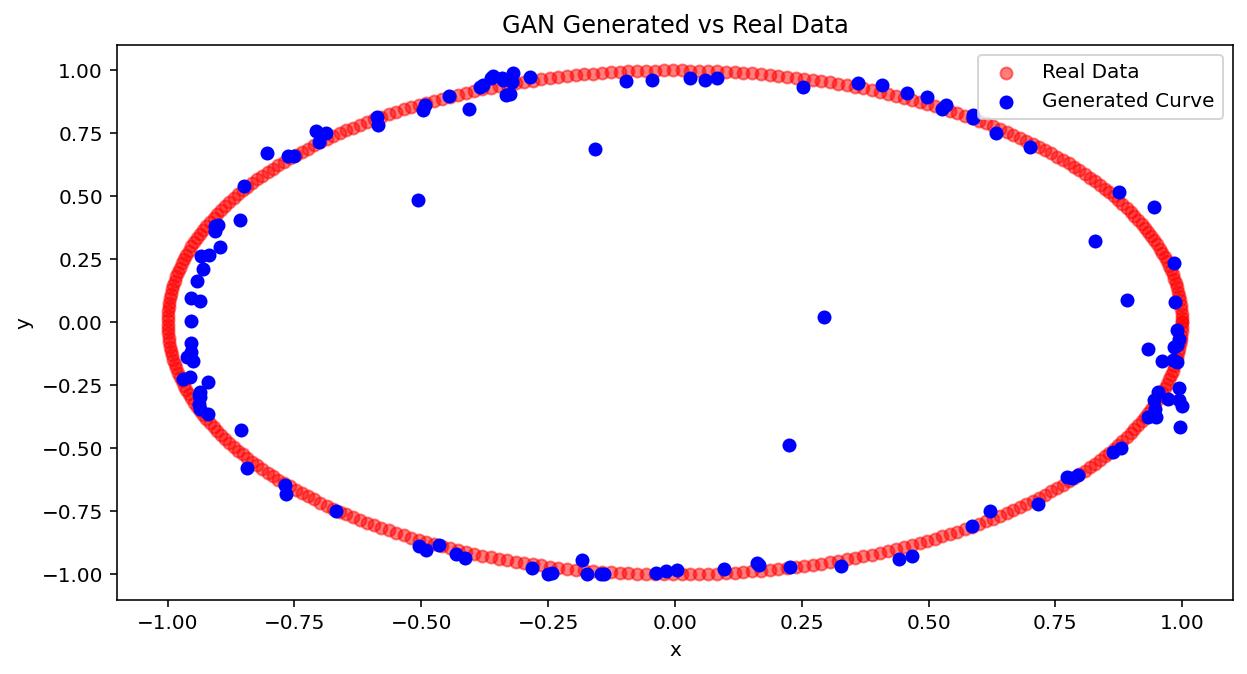 GAN Generated vs Real Data
Real Data
Generated Curve
1.00
0.75
0.50
0.25
0.00
−0.25
−0.50
−0.75
−1.00
y
−1.00 −0.75 −0.50 −0.25 0.00 0.25 0.50 0.75 1.00
x